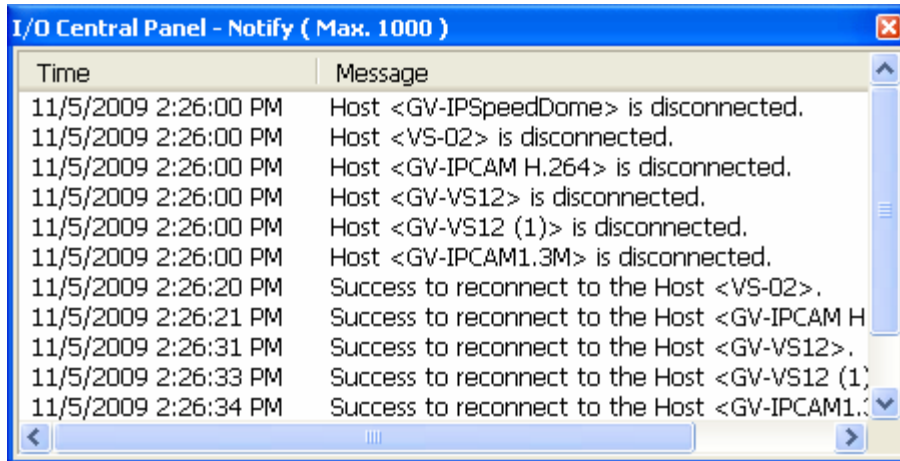 I/O Central Panel - Notify ( Max. 1000 )
Time Message
11/5/2009 2:26:00 PM Host <GV-IPSpeedDome> is disconnected.
11/5/2009 2:26:00 PM Host <VS-02> is disconnected.
11/5/2009 2:26:00 PM Host <GV-IPCAM H.264> is disconnected.
11/5/2009 2:26:00 PM Host <GV-VS12> is disconnected.
11/5/2009 2:26:00 PM Host <GV-VS12 (1)> is disconnected.
11/5/2009 2:26:00 PM Host <GV-IPCAM1.3M> is disconnected.
11/5/2009 2:26:20 PM Success to reconnect to the Host <VS-02>.
11/5/2009 2:26:21 PM Success to reconnect to the Host <GV-IPCAM H
11/5/2009 2:26:31 PM Success to reconnect to the Host <GV-VS12>.
11/5/2009 2:26:33 PM Success to reconnect to the Host <GV-VS12 (1)
11/5/2009 2:26:34 PM Success to reconnect to the Host <GV-IPCAM1.